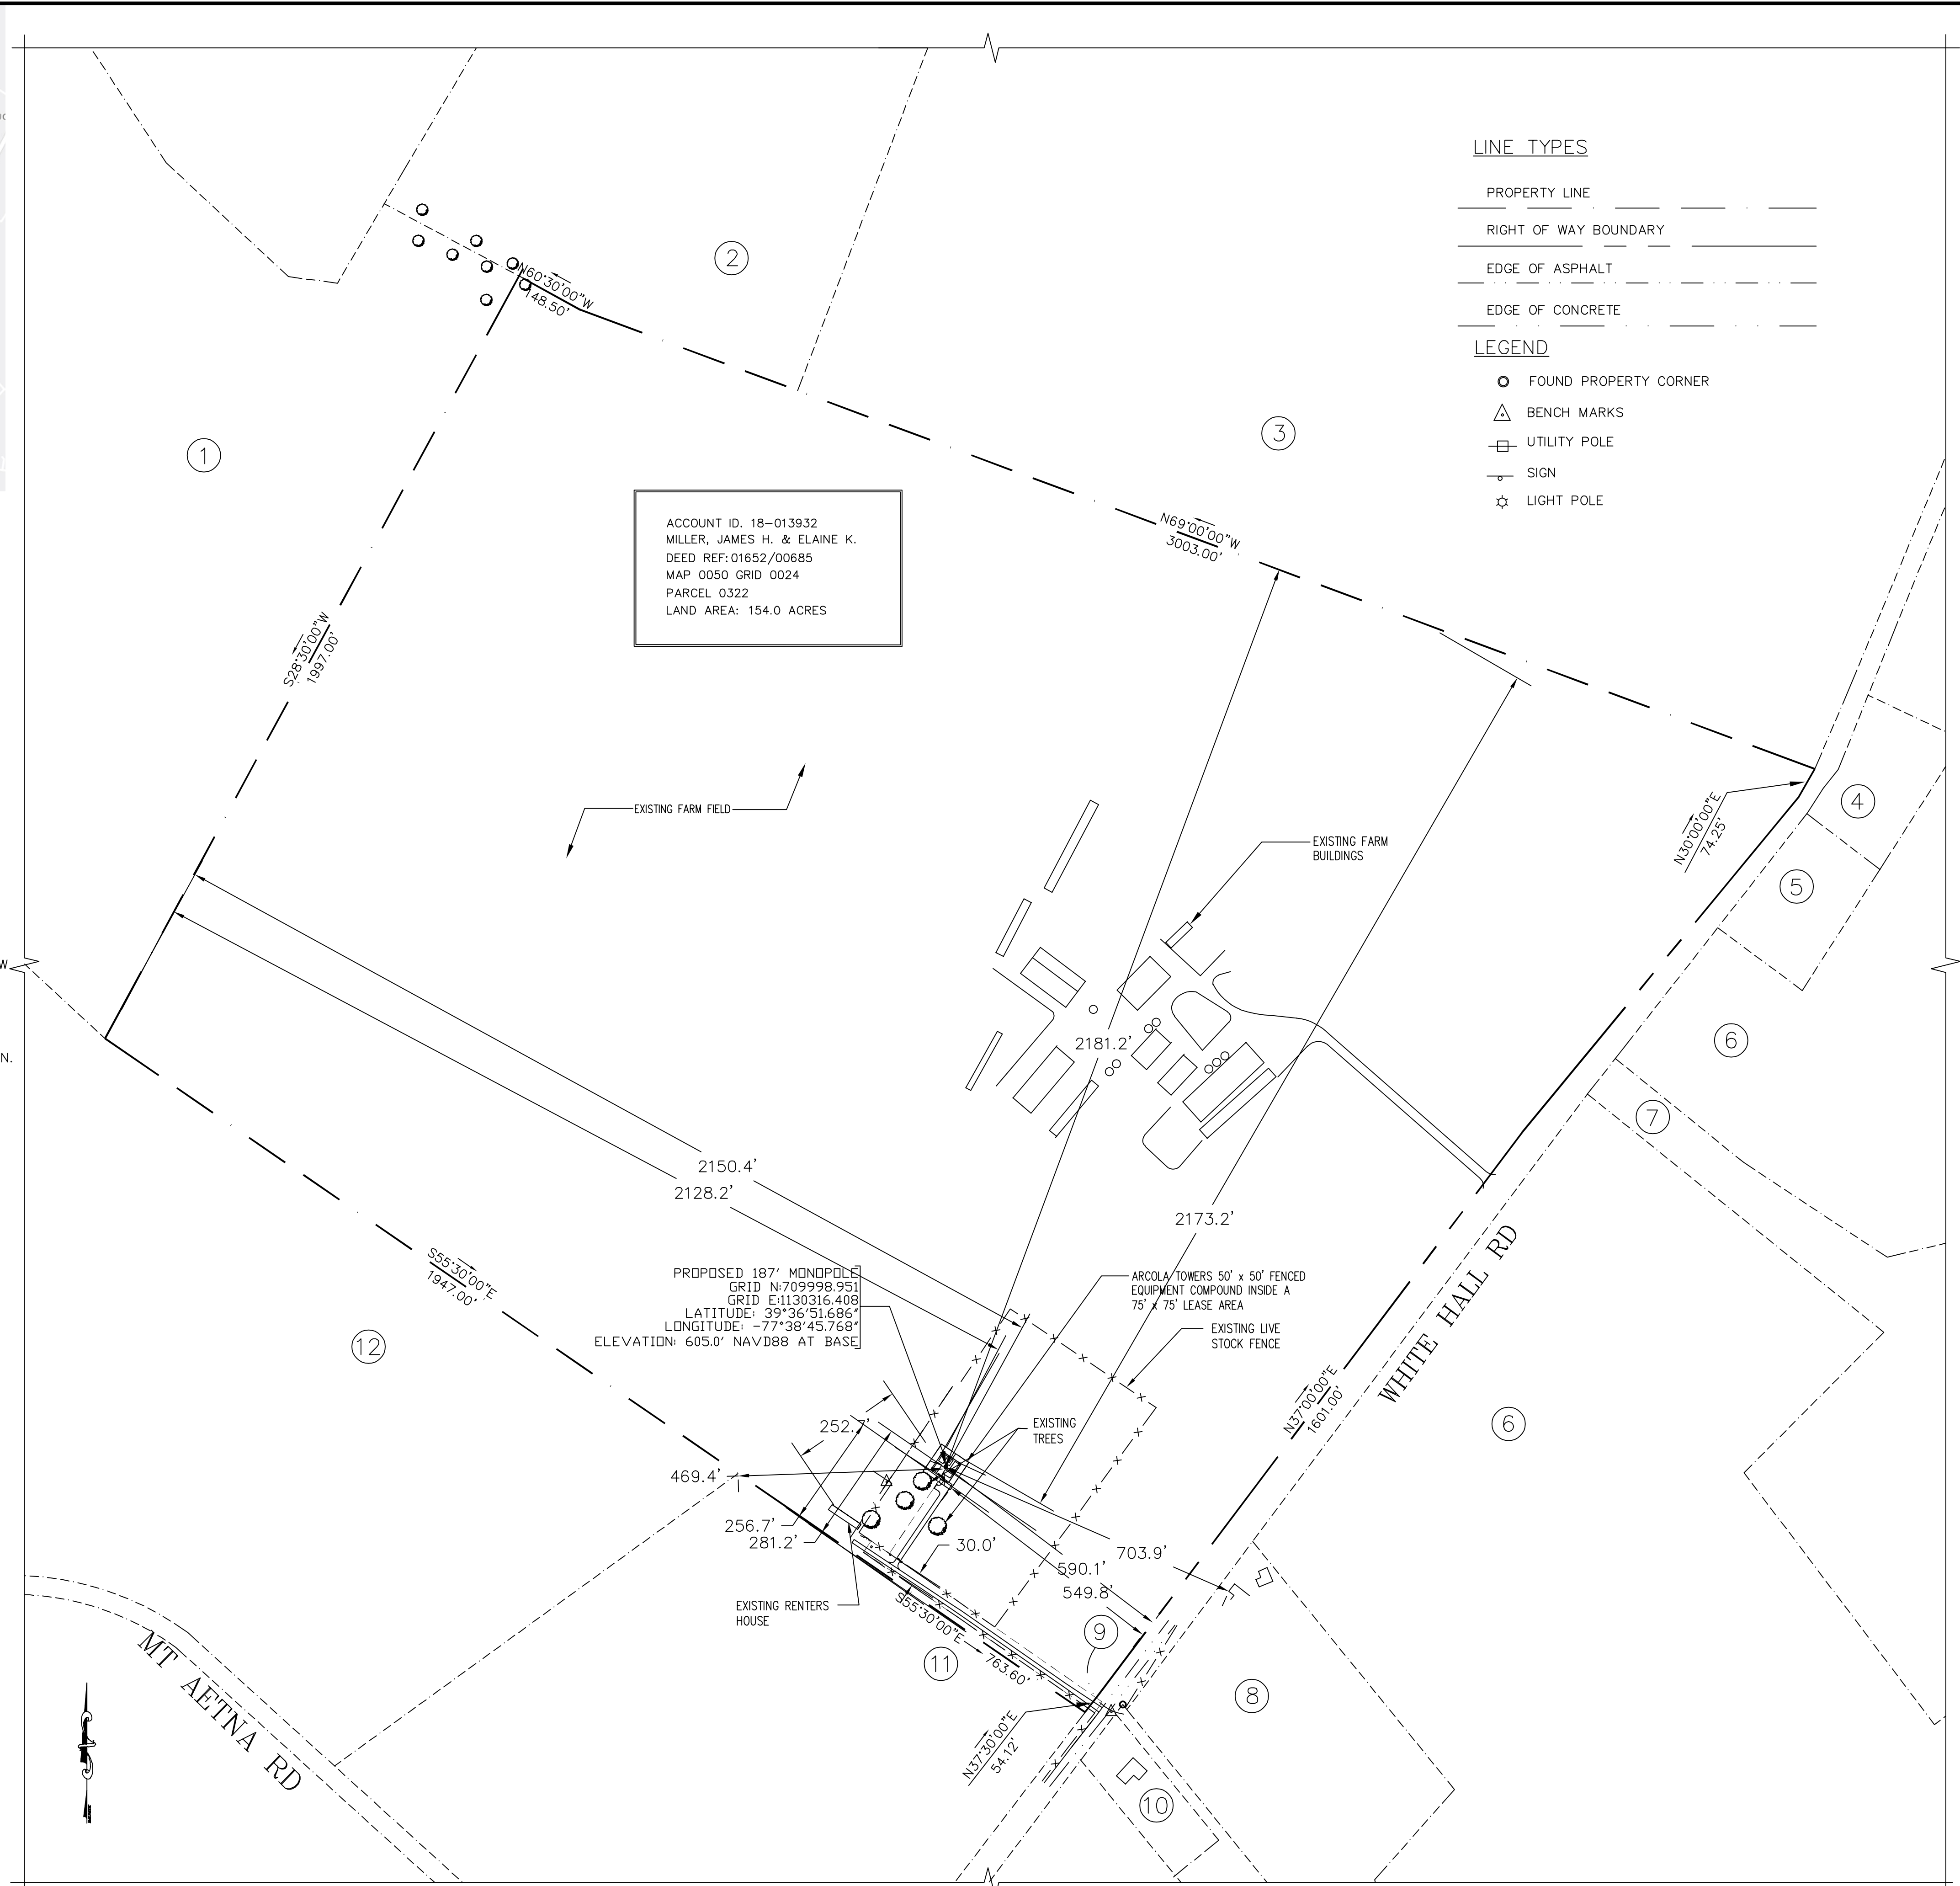 LINE TYPES
PROPERTY LINE
RIGHT OF WAY BOUNDARY
EDGE OF ASPHALT
EDGE OF CONCRETE
LEGEND
FOUND PROPERTY CORNER
BENCH MARKS
UTILITY POLE
SIGN
LIGHT POLE
N60°30'00"W
148.50'
2
3
1
ACCOUNT ID. 18-013932
MILLER, JAMES H. & ELAINE K.
DEED REF: 01652/00685
MAP 0050 GRID 0024
PARCEL 0322
LAND AREA: 154.0 ACRES
N69°00'00"W
3003.00'
S28°30'00"W
1997.00'
EXISTING FARM FIELD
EXISTING FARM
BUILDINGS
N30°00'00"E
74.25'
4
5
W
6
N.
7
2181.2'
2150.4'
2128.2'
2173.2'
S55°30'00"E
1947.00'
PROPOSED 187' MONOPOLE
GRID N:709998.951
GRID E:1130316.408
LATITUDE: 39°36'51.686"
LONGITUDE: -77°38'45.768"
ELEVATION: 605.0' NAVD88 AT BASE
ARCOLA TOWERS 50' x 50' FENCED
EQUIPMENT COMPOUND INSIDE A
75' x 75' LEASE AREA
EXISTING LIVE
STOCK FENCE
WHITE HALL RD
12
N37°00'00"E
1601.00'
6
252.7'
EXISTING
TREES
469.4'
256.7'
281.2'
30.0'
703.9'
590.1'
549.8'
EXISTING RENTERS
HOUSE
S55°30'00"E
763.60'
9
11
8
MT AETNA RD
N37°30'00"E
54.12'
10